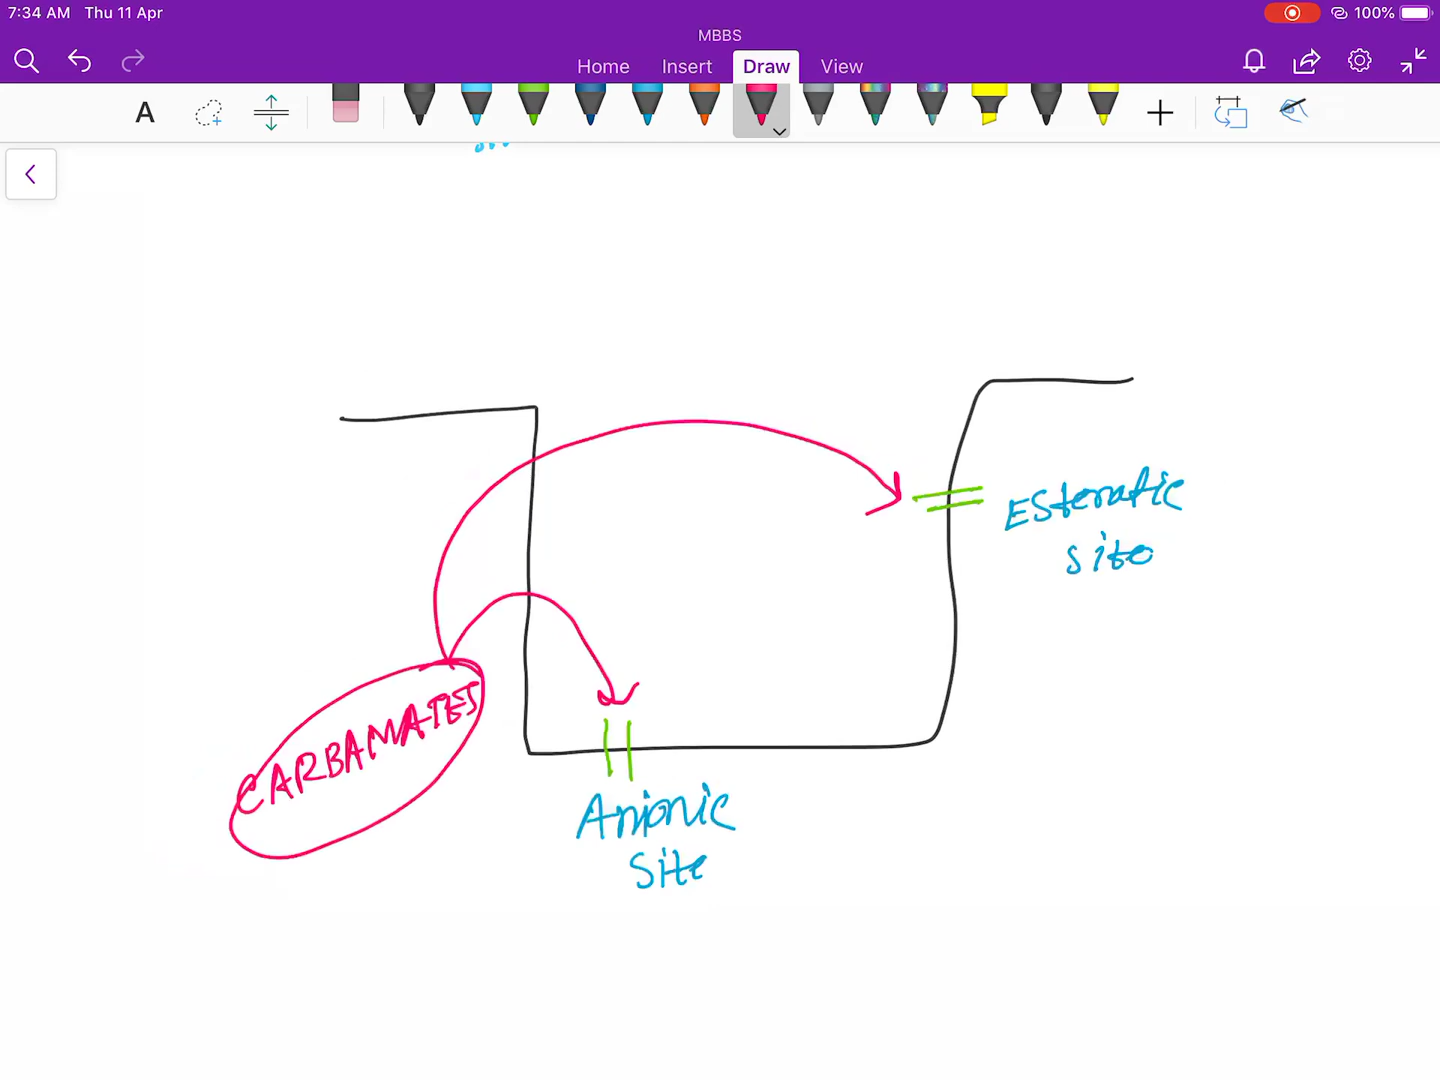 7:34 AM Thu 11 Apr
100%
MBBS
Home Insert Draw View
A
Esteratic
site
CARBAMATES
Anionic
Site